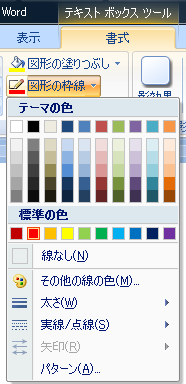 Word
テキスト ボックス ツール
表示
書式
図形の塗りつぶし
図形の枠線
テーマの色
標準の色
線なし(N)
その他の線の色(M)...
太さ(W)
実線/点線(S)
矢印(R)
パターン(A)...